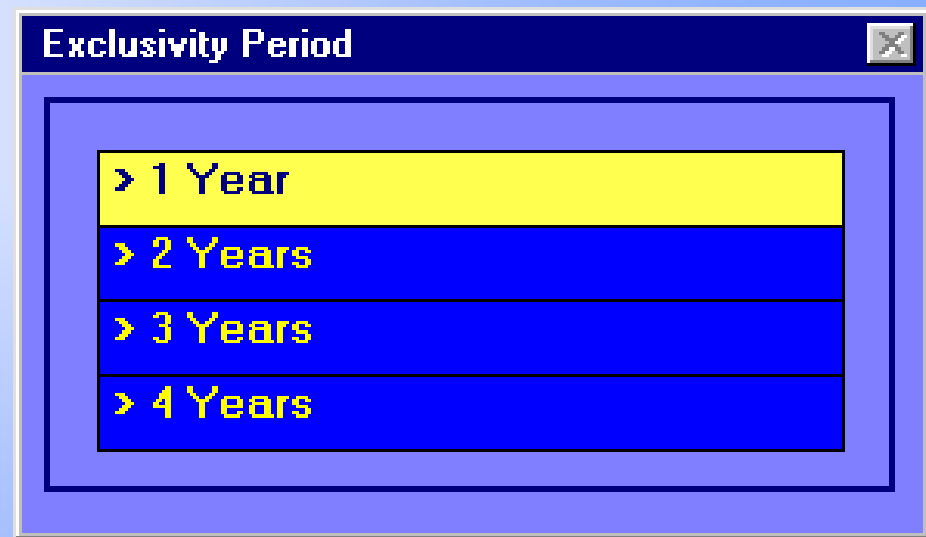 Exclusivity Period
> 1 Year
> 2 Years
> 3 Years
> 4 Years